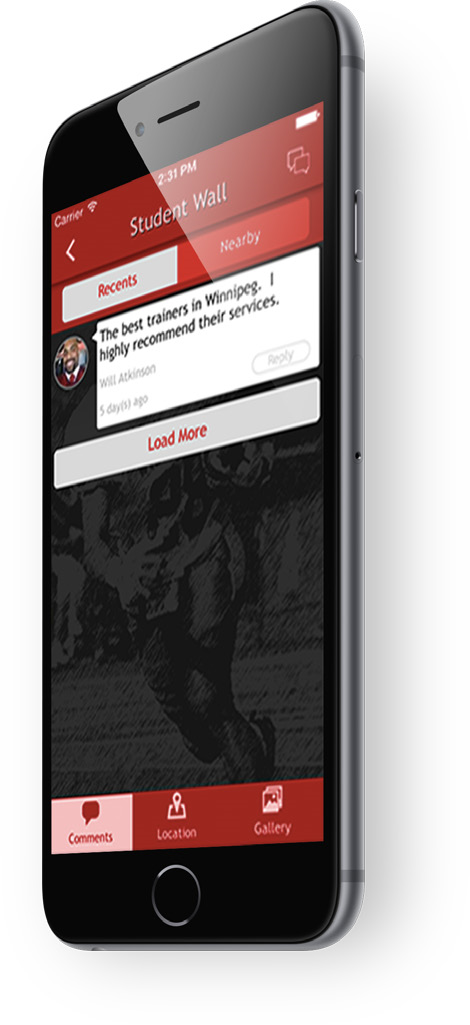 Carrier 2:31 PM
Student Wall
Recents Nearby
The best trainers in Winnipeg. I
highly recommend their services.
Will Atkinson
Reply
5 day(s) ago
Load More
Comments Location Gallery